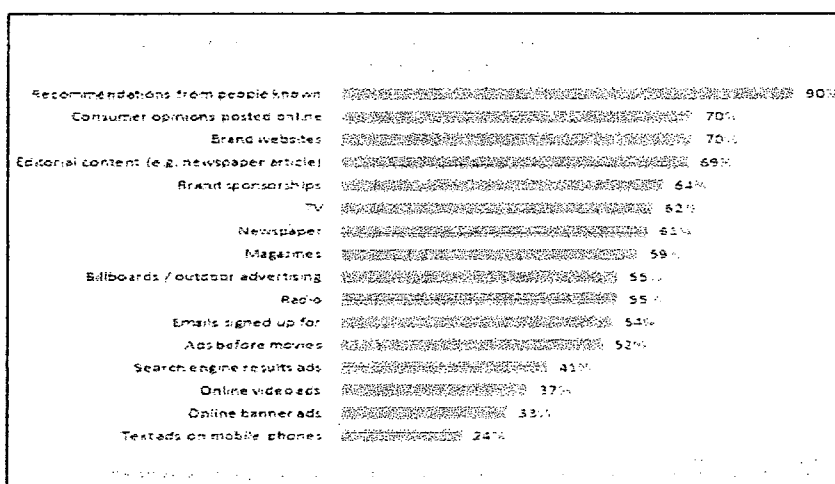 Recommendations from people known 90%
Consumer opinions posted online 70%
Brand websites 70%
Editorial content (e.g. newspaper article) 69%
Brand sponsorships 64%
TV 62%
Newspaper 61%
Magazines 59%
Billboards / outdoor advertising 55%
Radio 55%
Emails signed up for 54%
Ads before movies 52%
Search engine results ads 41%
Online video ads 37%
Online banner ads 33%
Text ads on mobile phones 24%